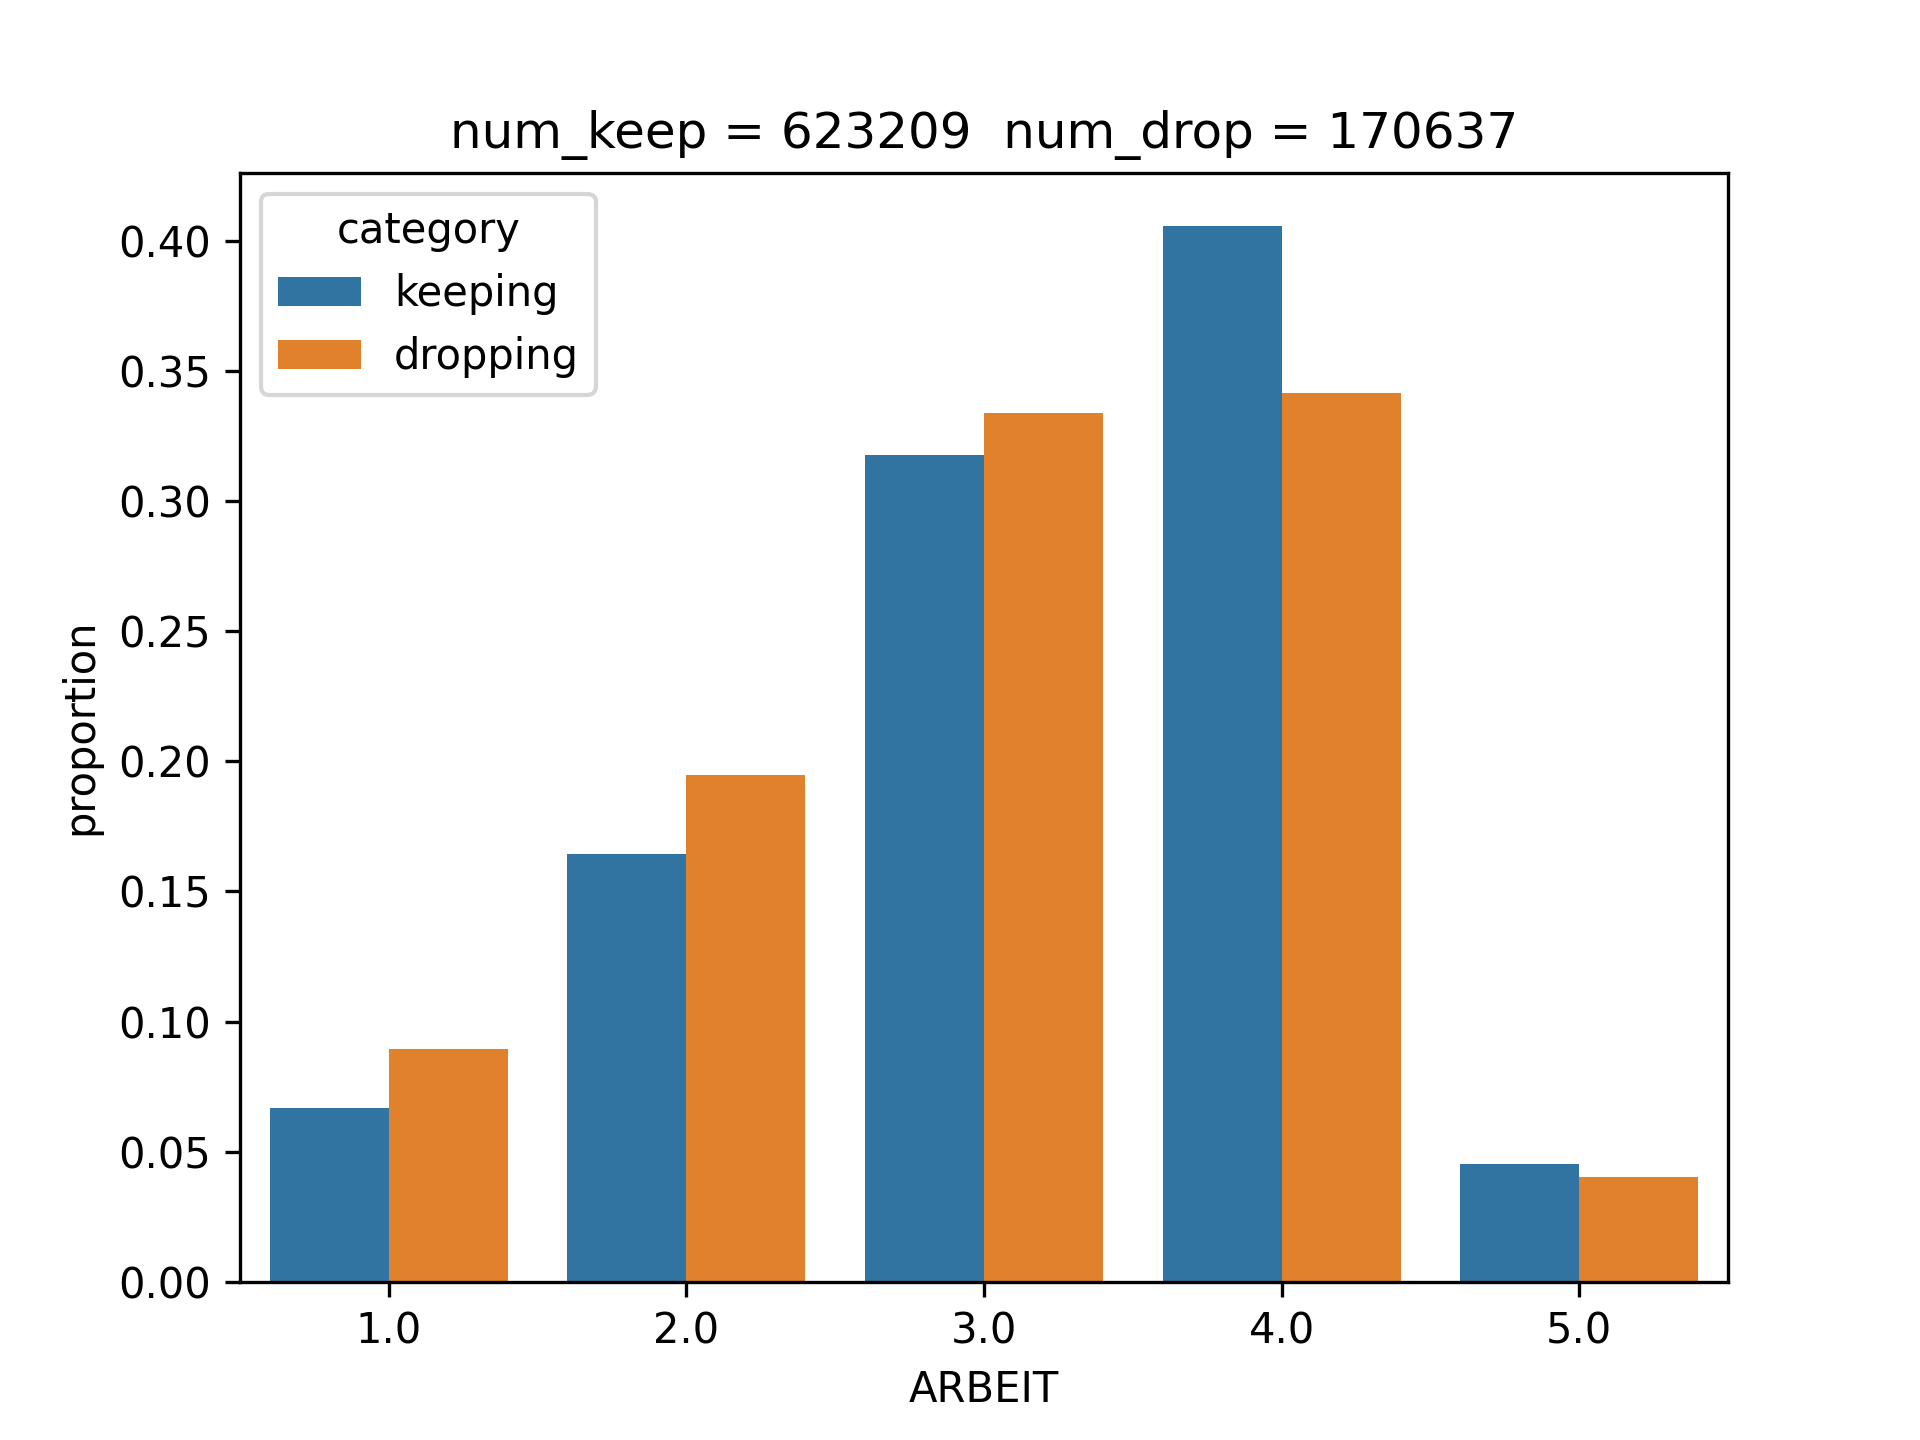 num_keep = 623209  num_drop = 170637
category
keeping
dropping
0.40
0.35
0.30
0.25
0.20
0.15
0.10
0.05
0.00
proportion
1.0 2.0 3.0 4.0 5.0
ARBEIT